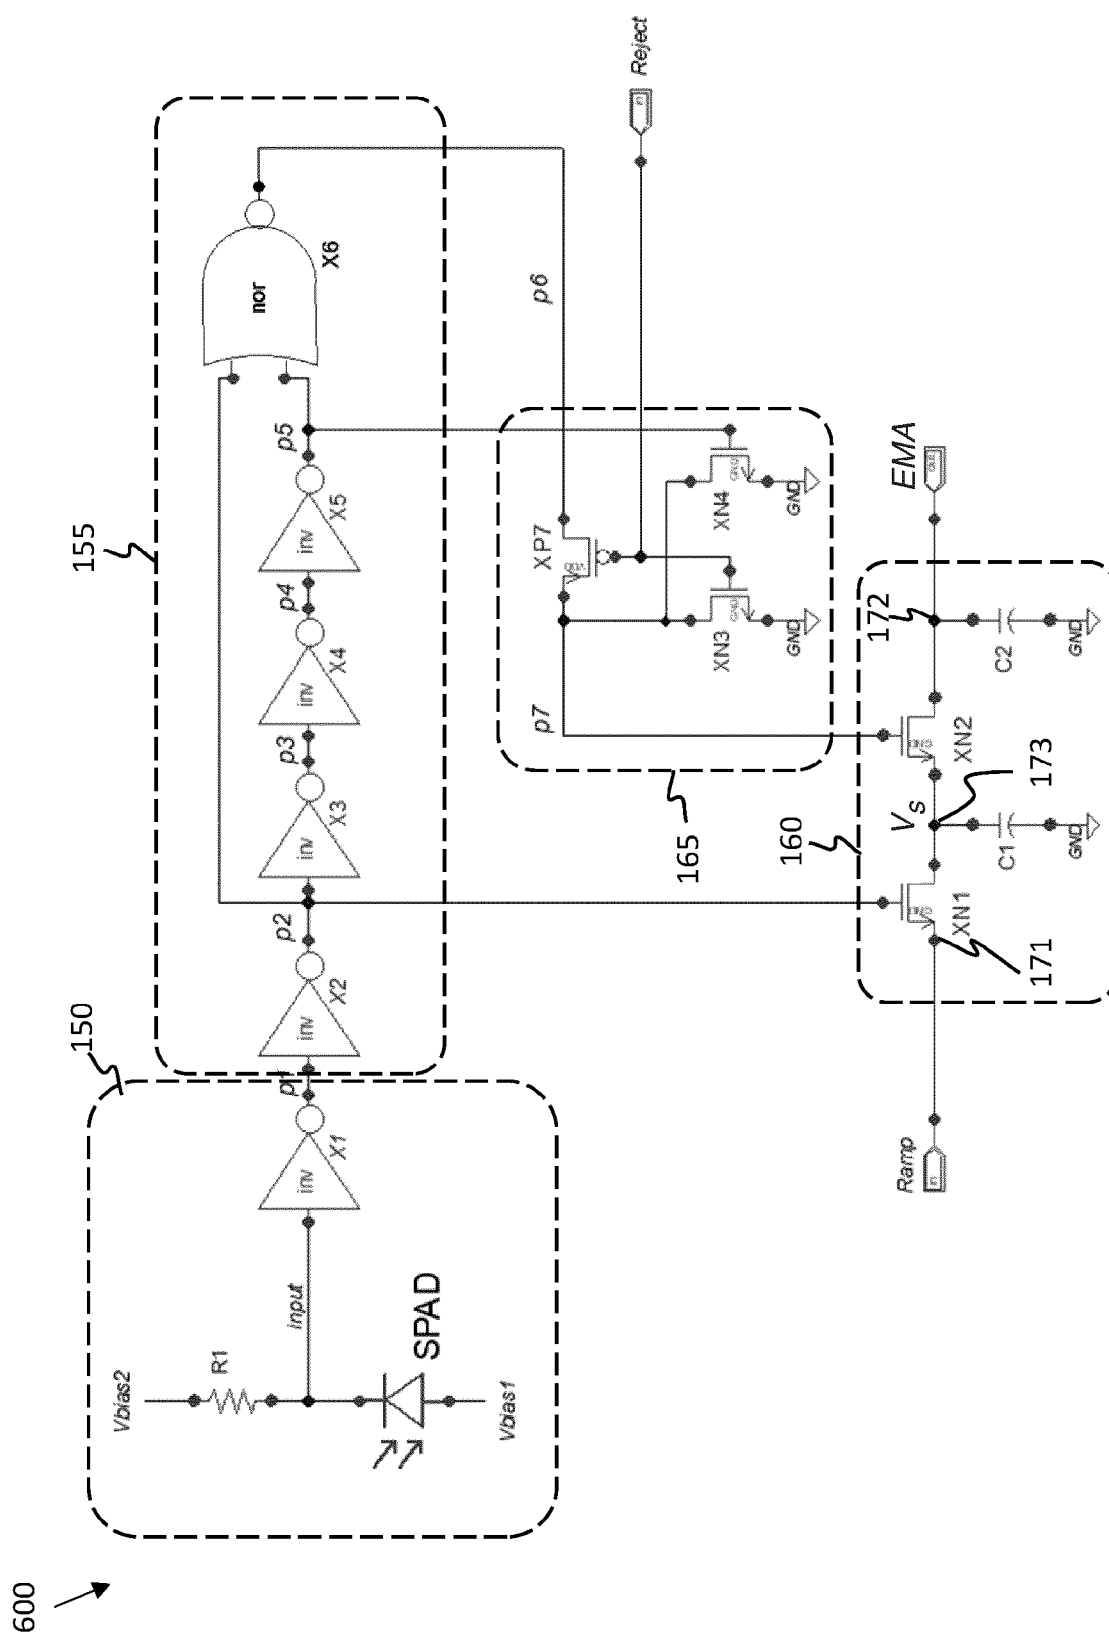 600
150
Vbias2
R1
input
SPAD
Vbias1
inv
X1
p1
155
inv
X2
p2
inv
X3
p3
inv
X4
p4
inv
X5
p5
nor
X6
p6
Reject
165
p7
XP7
XN3
GND
XN4
GND
160
Ramp
171
XN1
Vs
173
C1
GND
XN2
172
C2
GND
EMA